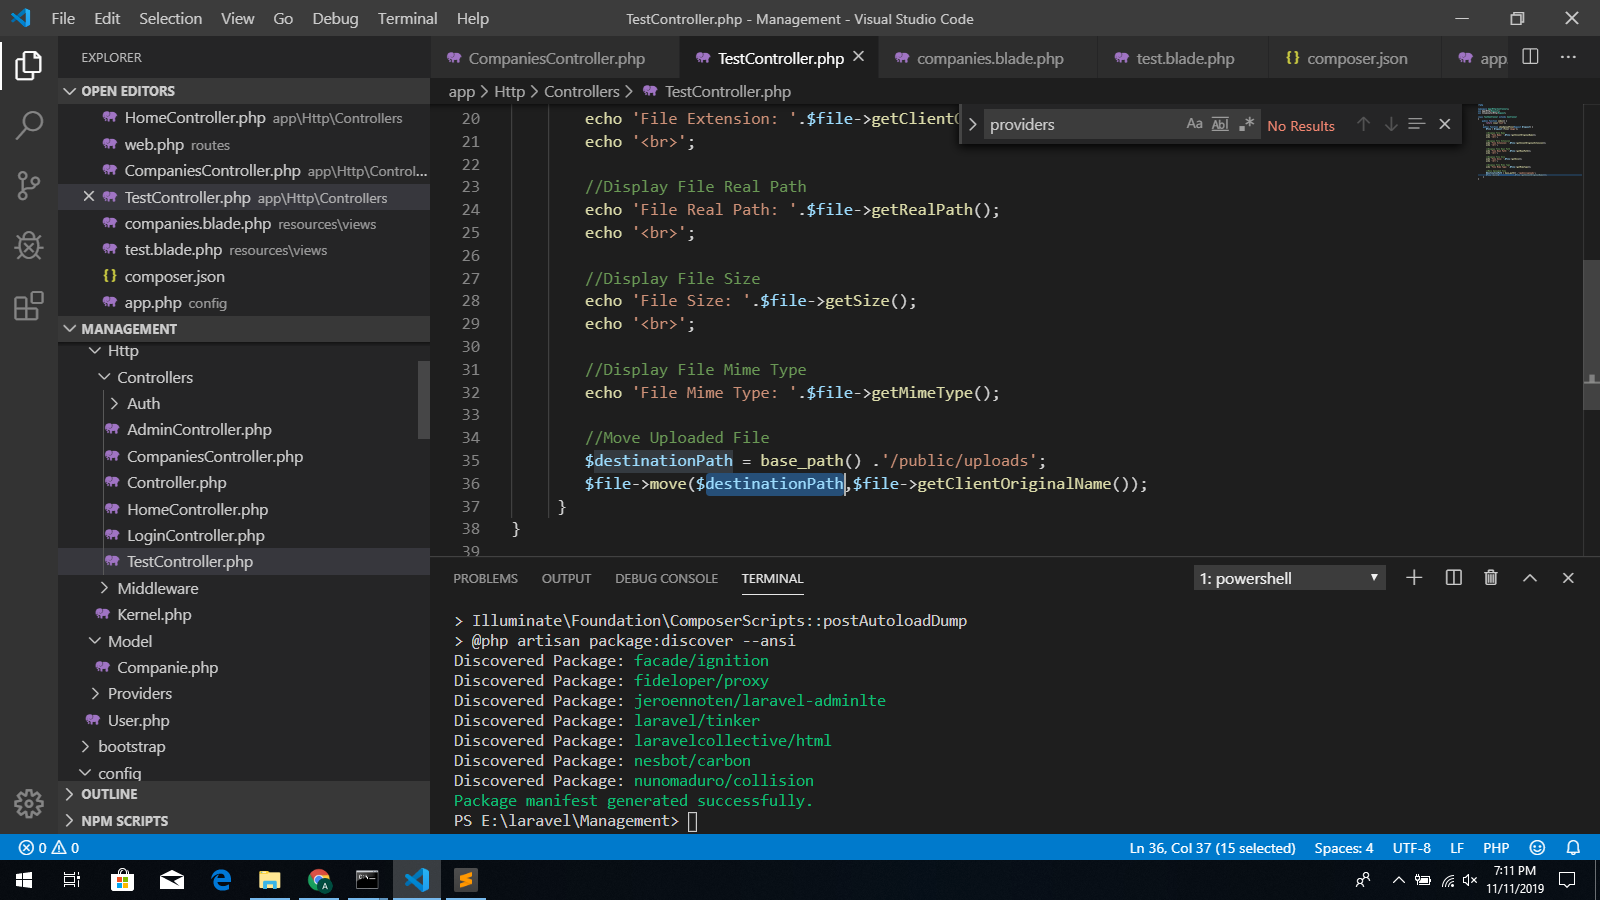 File Edit Selection View Go Debug Terminal Help
TestController.php - Management - Visual Studio Code
EXPLORER
OPEN EDITORS
HomeController.php app\Http\Controllers
web.php routes
CompaniesController.php app\Http\Control...
TestController.php app\Http\Controllers
companies.blade.php resources\views
test.blade.php resources\views
{} composer.json
app.php config
MANAGEMENT
Http
Controllers
Auth
AdminController.php
CompaniesController.php
Controller.php
HomeController.php
LoginController.php
TestController.php
Middleware
Kernel.php
Model
Companie.php
Providers
User.php
bootstrap
config
OUTLINE
NPM SCRIPTS
CompaniesController.php
TestController.php
companies.blade.php
test.blade.php
{} composer.json
app.
app > Http > Controllers > TestController.php
providers
Aa Abl .*
No Results
20 echo 'File Extension: '.$file->getClientO
21 echo '<br>';
22
23 //Display File Real Path
24 echo 'File Real Path: '.$file->getRealPath();
25 echo '<br>';
26
27 //Display File Size
28 echo 'File Size: '.$file->getSize();
29 echo '<br>';
30
31 //Display File Mime Type
32 echo 'File Mime Type: '.$file->getMimeType();
33
34 //Move Uploaded File
35 $destinationPath = base_path() .'/public/uploads';
36 $file->move($destinationPath,$file->getClientOriginalName());
37 }
38 }
39
PROBLEMS OUTPUT DEBUG CONSOLE TERMINAL
1: powershell
> Illuminate\Foundation\ComposerScripts::postAutoloadDump
> @php artisan package:discover --ansi
Discovered Package: facade/ignition
Discovered Package: fideloper/proxy
Discovered Package: jeroennoten/laravel-adminlte
Discovered Package: laravel/tinker
Discovered Package: laravelcollective/html
Discovered Package: nesbot/carbon
Discovered Package: nunomaduro/collision
Package manifest generated successfully.
PS E:\laravel\Management>
0 0
Ln 36, Col 37 (15 selected) Spaces: 4 UTF-8 LF PHP
7:11 PM
11/11/2019